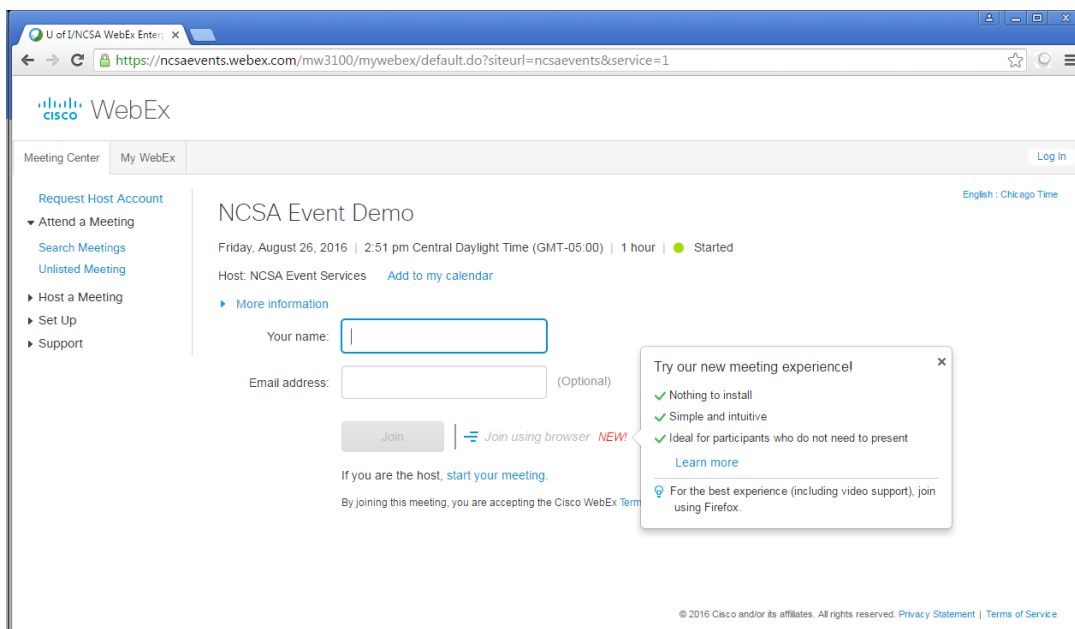 U of I/NCSA WebEx Enter
https://ncsaevents.webex.com/mw3100/mywebex/default.do?siteurl=ncsaevents&service=1
cisco WebEx
Meeting Center My WebEx Log In
English : Chicago Time
Request Host Account
Attend a Meeting
Search Meetings
Unlisted Meeting
Host a Meeting
Set Up
Support
NCSA Event Demo
Friday, August 26, 2016 | 2:51 pm Central Daylight Time (GMT-05:00) | 1 hour | Started
Host: NCSA Event Services Add to my calendar
More information
Your name:
Email address: (Optional)
Join | Join using browser NEW!
If you are the host, start your meeting.
By joining this meeting, you are accepting the Cisco WebEx Term
Try our new meeting experience!
Nothing to install
Simple and intuitive
Ideal for participants who do not need to present
Learn more
For the best experience (including video support), join
using Firefox.
© 2016 Cisco and/or its affiliates. All rights reserved. Privacy Statement | Terms of Service